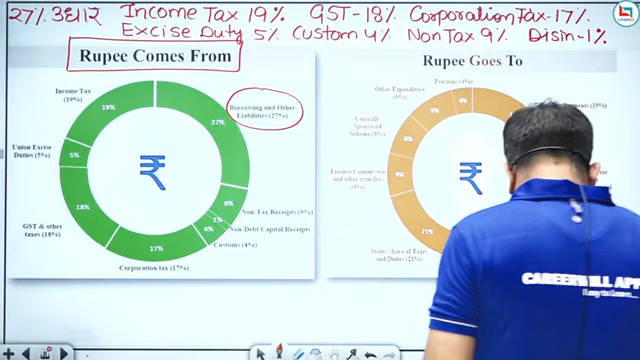 27% उधार Income Tax 19% GST-18% Corporation Tax-17%.
Excise Duty 5% Custom 4% Non Tax 9% Disin-1%
Rupee Comes From
Income Tax
(19%)
19%
Borrowing and Other
Liabilities (27%)
27%
Union Excise
Duties (5%)
5%
18%
GST & other
taxes (18%)
17%
Corporation tax (17%)
9%
Non-Tax Receipts (9%)
1%
Non-Debt Capital Receipts
4%
Customs (4%)
Rupee Goes To
Pensions (4%)
Other Expenditure
(9%)
4%
9%
Centrally
Sponsored
Scheme (8%)
8%
Finance Commission
and other transfers
(9%)
9%
21%
States' share of Taxes
and Duties (21%)
(19%)
CAREERWILL APP